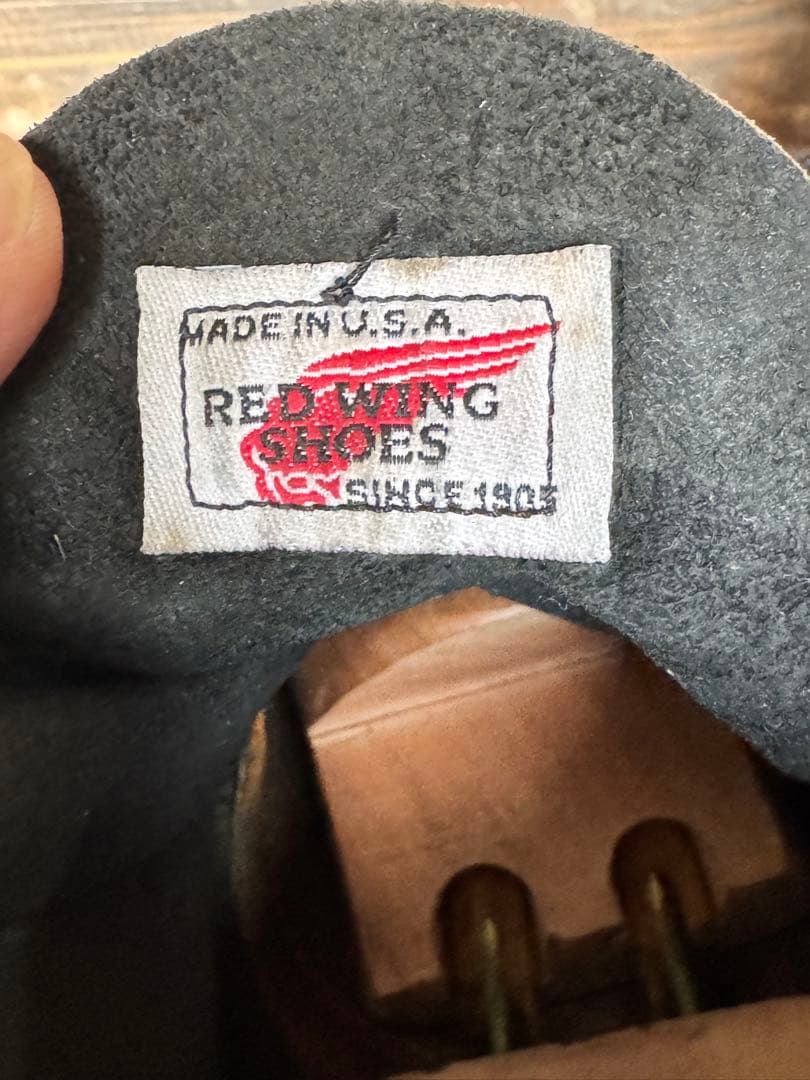 MADE IN U.S.A.
RED WING
SHOES
SINCE 1905